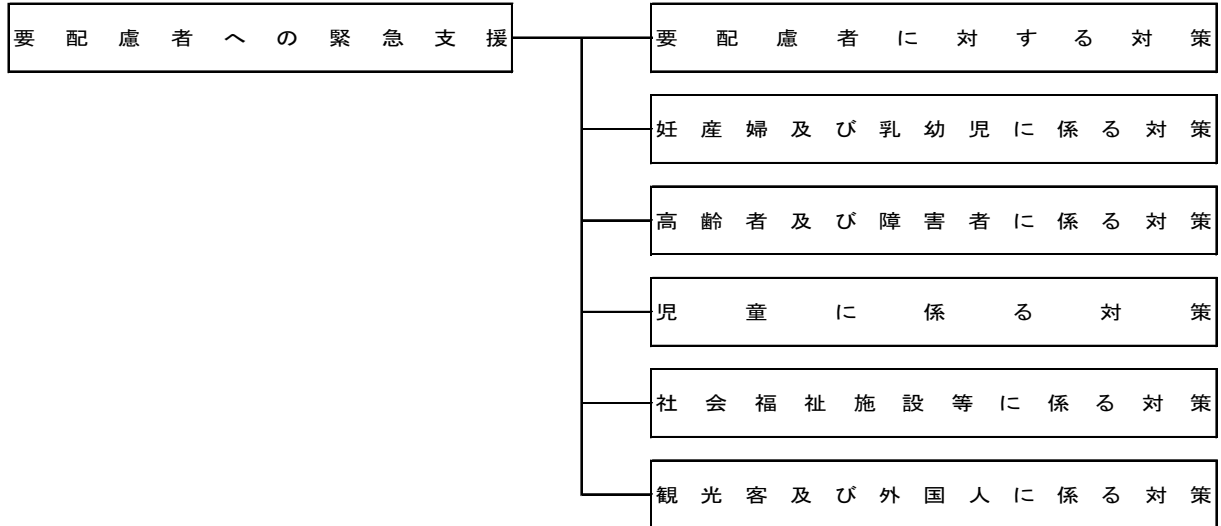 要配慮者への緊急支援
要配慮者に対する対策
妊産婦及び乳幼児に係る対策
高齢者及び障害者に係る対策
児童に係る対策
社会福祉施設等に係る対策
観光客及び外国人に係る対策